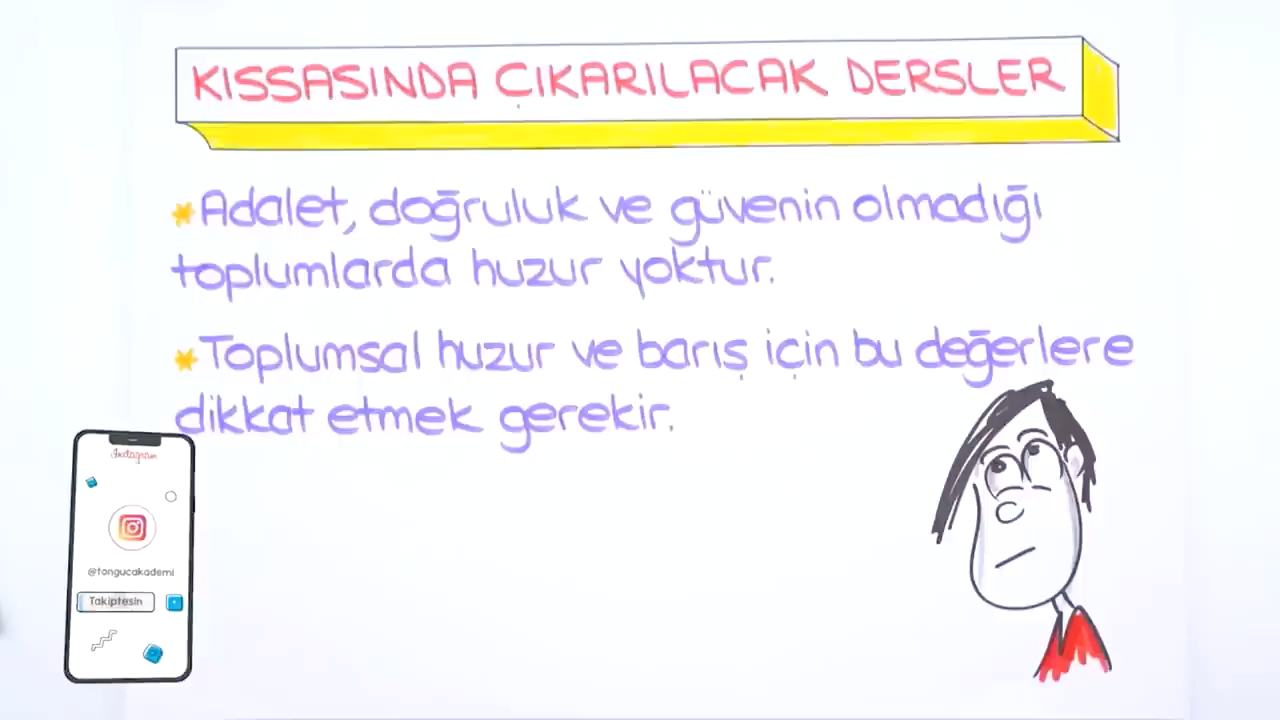 KISSASINDA ÇIKARILACAK DERSLER
Adalet, doğruluk ve güvenin olmadığı
toplumlarda huzur yoktur.
Toplumsal huzur ve barış için bu değerlere
dikkat etmek gerekir.
Instagram
@tongucakademi
Takiptesin